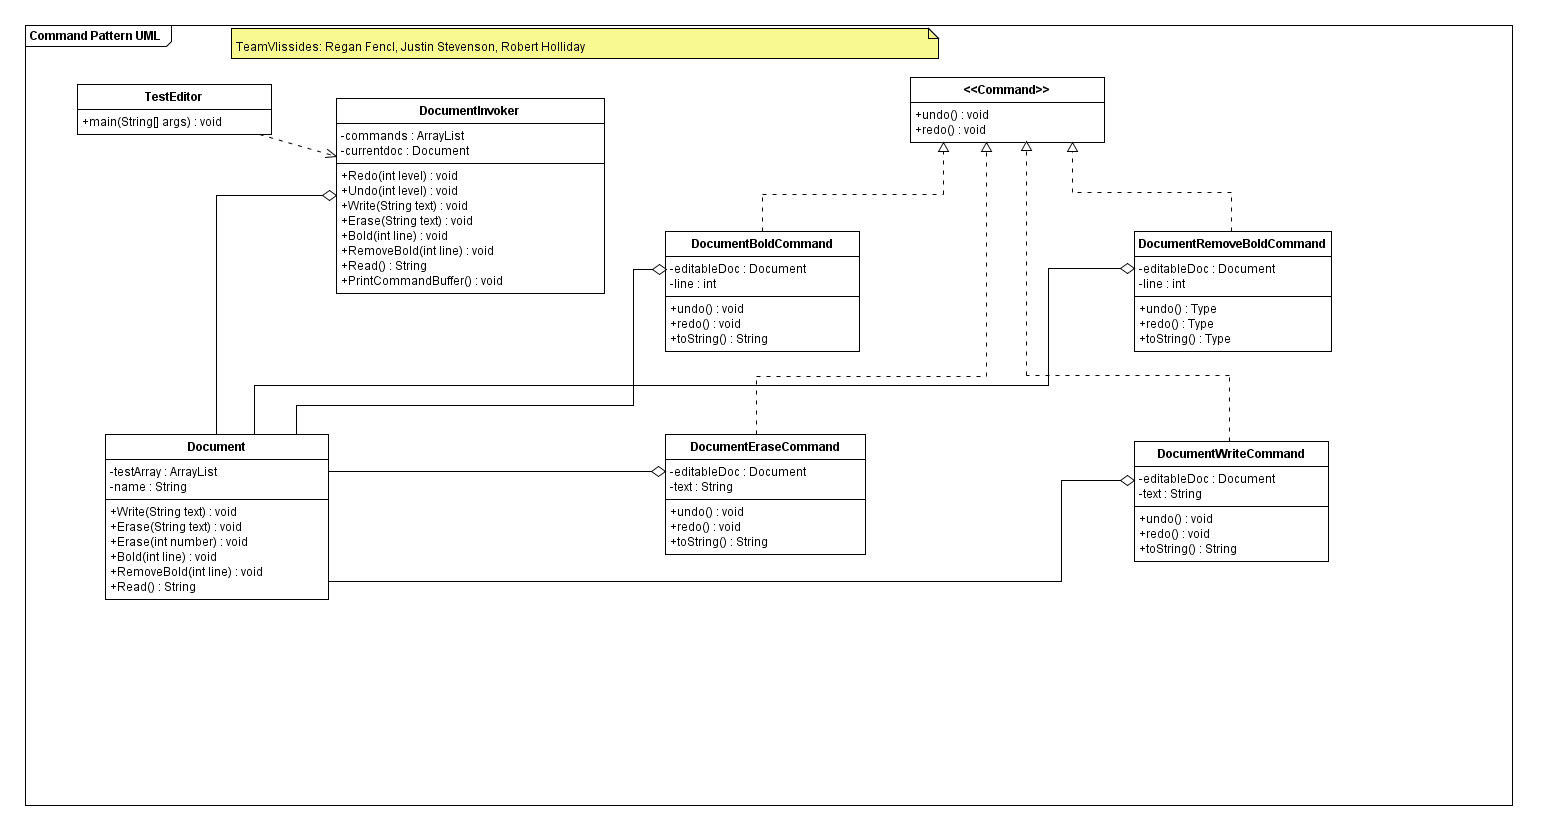 Command Pattern UML
TeamVlissides: Regan Fencl, Justin Stevenson, Robert Holliday
TestEditor
+main(String[] args) : void
DocumentInvoker
-commands : ArrayList
-currentdoc : Document
+Redo(int level) : void
+Undo(int level) : void
+Write(String text) : void
+Erase(String text) : void
+Bold(int line) : void
+RemoveBold(int line) : void
+Read() : String
+PrintCommandBuffer() : void
<<Command>>
+undo() : void
+redo() : void
DocumentBoldCommand
-editableDoc : Document
-line : int
+undo() : void
+redo() : void
+toString() : String
DocumentRemoveBoldCommand
-editableDoc : Document
-line : int
+undo() : Type
+redo() : Type
+toString() : Type
Document
-testArray : ArrayList
-name : String
+Write(String text) : void
+Erase(String text) : void
+Erase(int number) : void
+Bold(int line) : void
+RemoveBold(int line) : void
+Read() : String
DocumentEraseCommand
-editableDoc : Document
-text : String
+undo() : void
+redo() : void
+toString() : String
DocumentWriteCommand
-editableDoc : Document
-text : String
+undo() : void
+redo() : void
+toString() : String